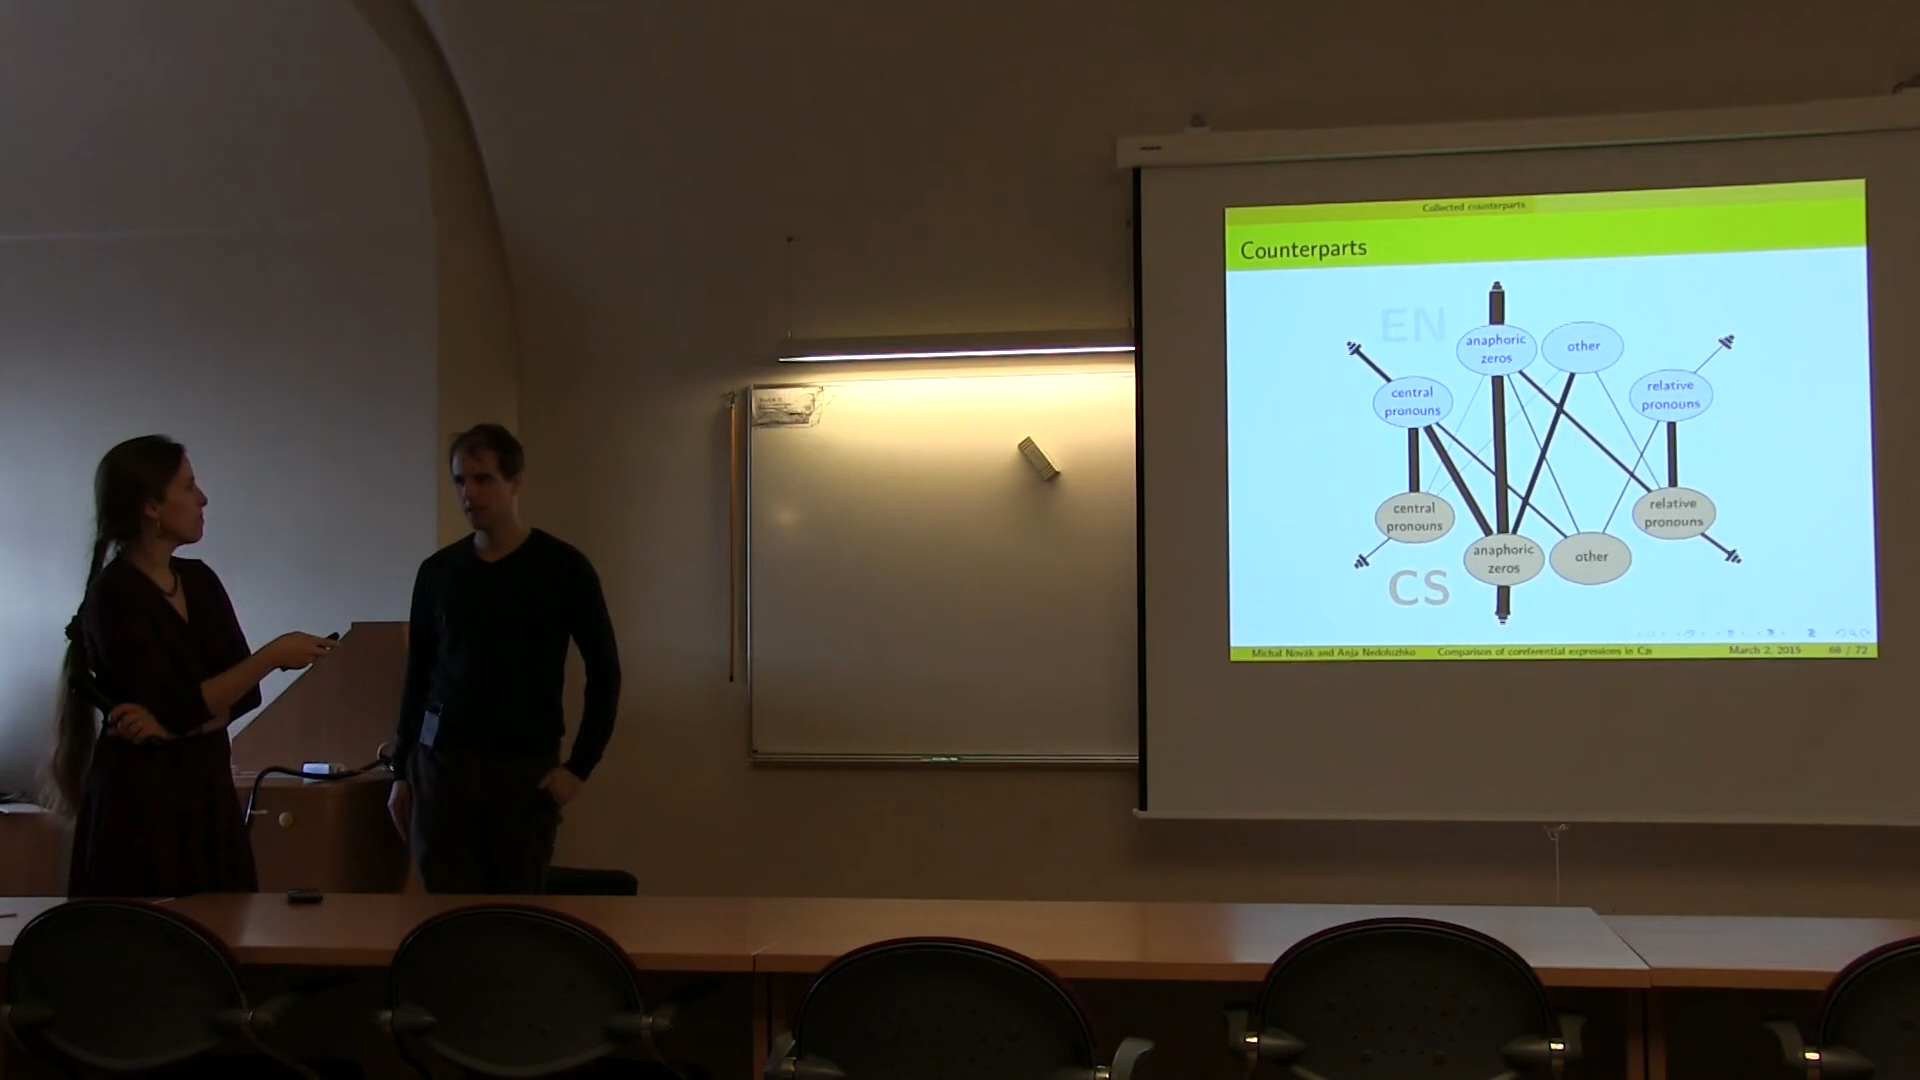 Collected counterparts
Counterparts
EN
anaphoric
zeros
other
central
pronouns
relative
pronouns
central
pronouns
relative
pronouns
anaphoric
zeros
other
CS
Michal Novák and Anja Nedoluzhko
Comparison of coreferential expressions in Cze
March 2, 2015
68 / 72